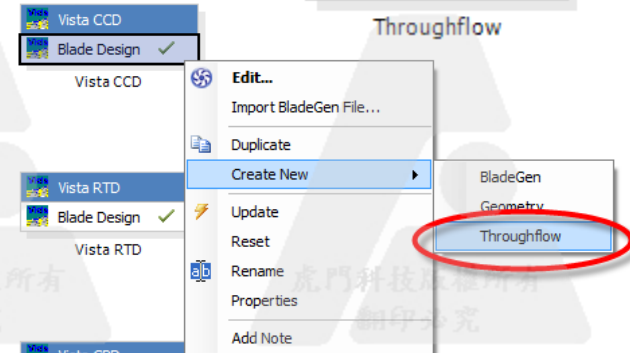 Vista CCD
Blade Design
Vista CCD
Throughflow
Edit...
Import BladeGen File...
Duplicate
Create New
Update
Reset
Rename
Properties
Add Note
BladeGen
Geometry
Throughflow
Vista RTD
Blade Design
Vista RTD
虎門科技版權所有
翻印必究
所有
Vista CPD